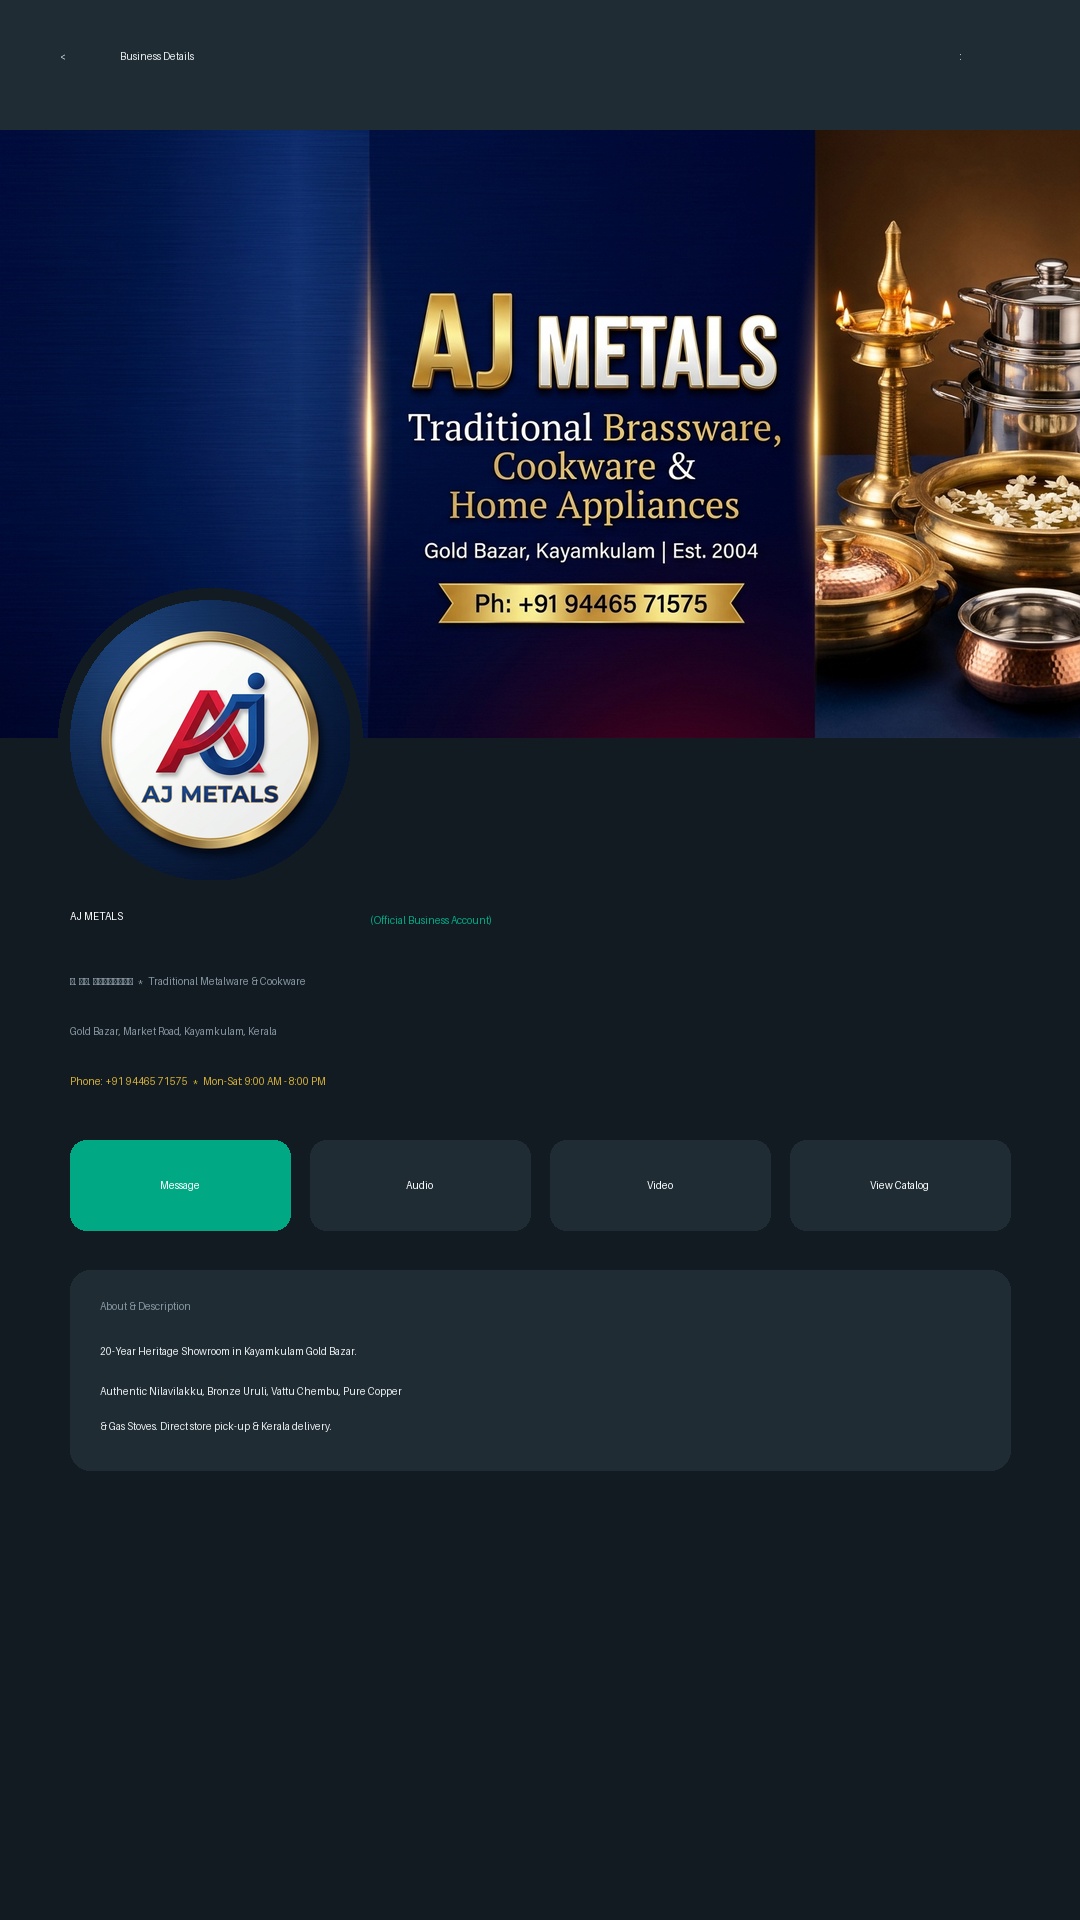 < Business Details :
AJ METALS
Traditional Brassware,
Cookware &
Home Appliances
Gold Bazar, Kayamkulam | Est. 2004
Ph: +91 94465 71575
AJ
AJ METALS
AJ METALS (Official Business Account)
* Traditional Metalware & Cookware
Gold Bazar, Market Road, Kayamkulam, Kerala
Phone: +91 94465 71575 * Mon-Sat 9:00 AM - 8:00 PM
Message Audio Video View Catalog
About & Description
20-Year Heritage Showroom in Kayamkulam Gold Bazar.
Authentic Nilavilakku, Bronze Uruli, Vattu Chembu, Pure Copper
& Gas Stoves. Direct store pick-up & Kerala delivery.